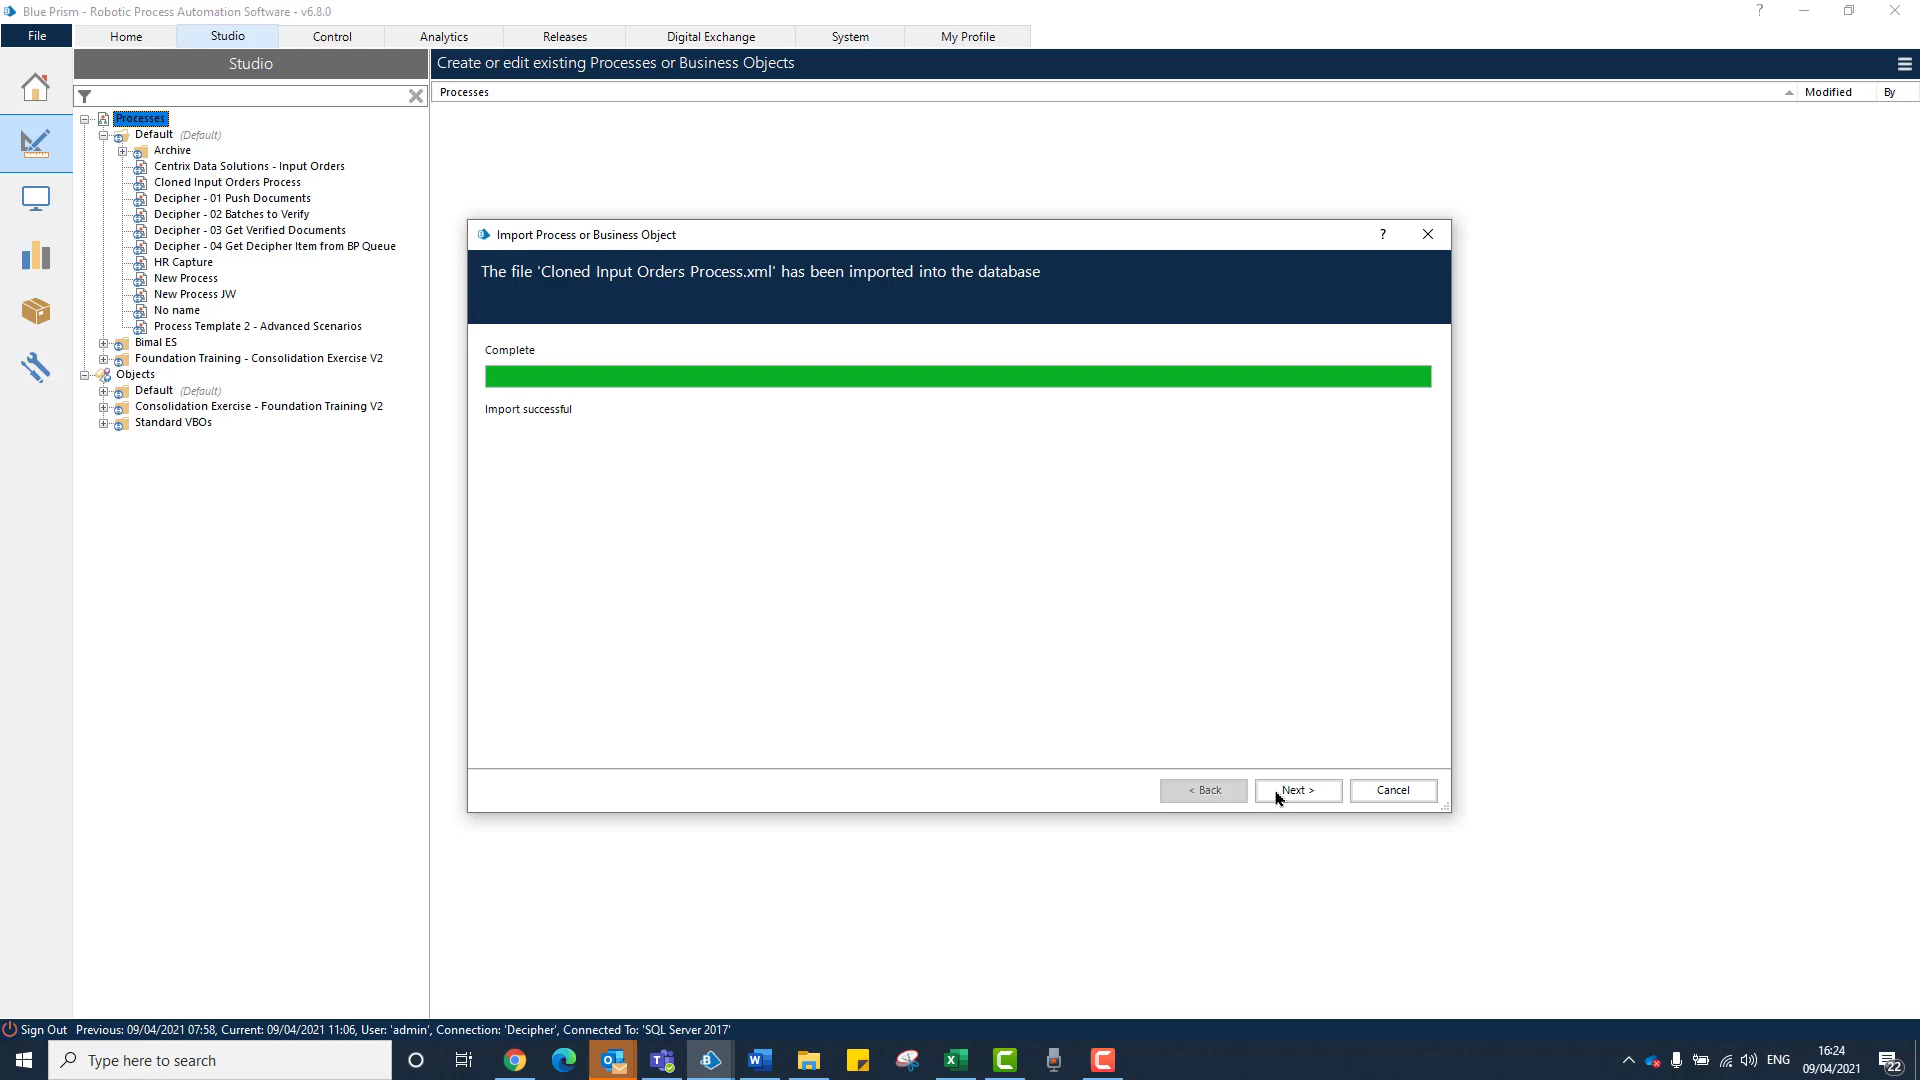 Blue Prism - Robotic Process Automation Software - v6.8.0
?
File
Home
Studio
Control
Analytics
Releases
Digital Exchange
System
My Profile
Studio
Create or edit existing Processes or Business Objects
Processes
Modified
By
Processes
Default (Default)
Archive
Centrix Data Solutions - Input Orders
Cloned Input Orders Process
Decipher - 01 Push Documents
Decipher - 02 Batches to Verify
Decipher - 03 Get Verified Documents
Decipher - 04 Get Decipher Item from BP Queue
HR Capture
New Process
New Process JW
No name
Process Template 2 - Advanced Scenarios
Bimal ES
Foundation Training - Consolidation Exercise V2
Objects
Default (Default)
Consolidation Exercise - Foundation Training V2
Standard VBOs
Import Process or Business Object
?
The file 'Cloned Input Orders Process.xml' has been imported into the database
Complete
Import successful
< Back
Next >
Cancel
Sign Out Previous: 09/04/2021 07:58, Current: 09/04/2021 11:06, User: 'admin', Connection: 'Decipher', Connected To: 'SQL Server 2017'
Type here to search
ENG
16:24
09/04/2021
22